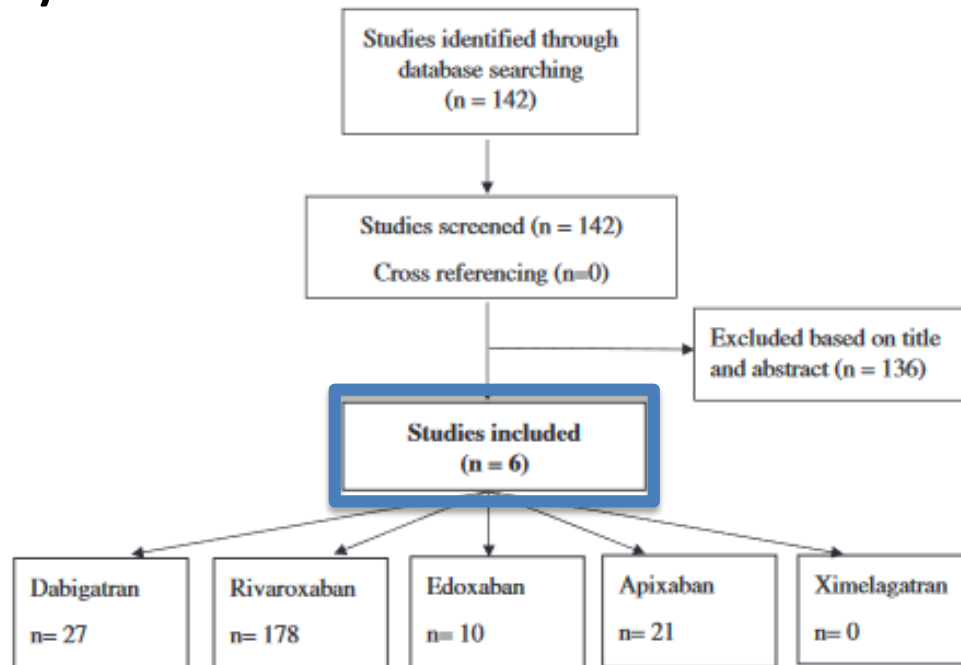 Studies identified through
database searching
(n = 142)
Studies screened (n = 142)
Cross referencing (n=0)
Excluded based on title
and abstract (n = 136)
Studies included
(n = 6)
Dabigatran
n= 27
Rivaroxaban
n= 178
Edoxaban
n= 10
Apixaban
n= 21
Ximelagatran
n= 0